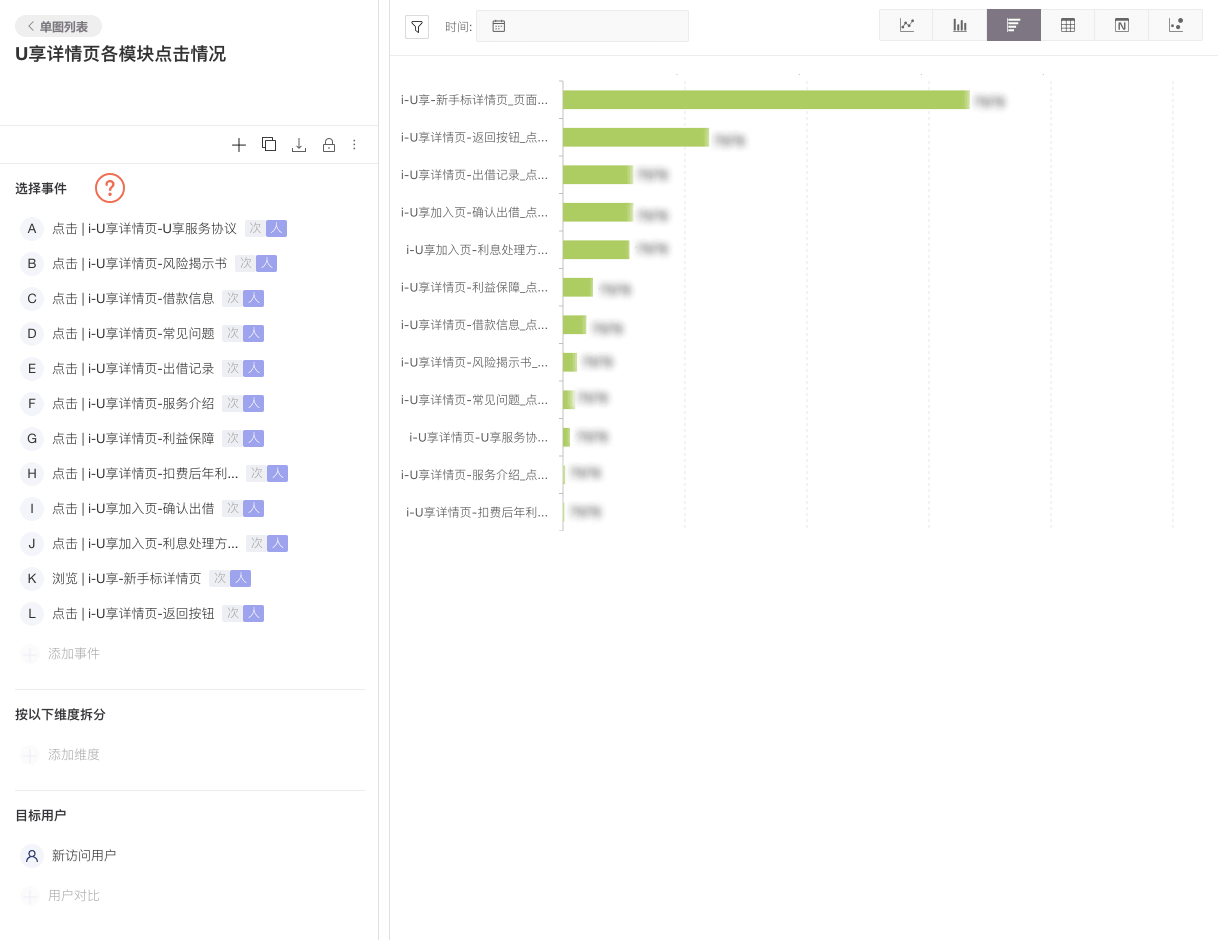 单图列表
U享详情页各模块点击情况
选择事件 ?
A 点击 | i-U享详情页-U享服务协议 次 人
B 点击 | i-U享详情页-风险揭示书 次 人
C 点击 | i-U享详情页-借款信息 次 人
D 点击 | i-U享详情页-常见问题 次 人
E 点击 | i-U享详情页-出借记录 次 人
F 点击 | i-U享详情页-服务介绍 次 人
G 点击 | i-U享详情页-利益保障 次 人
H 点击 | i-U享详情页-扣费后年利... 次 人
I 点击 | i-U享加入页-确认出借 次 人
J 点击 | i-U享加入页-利息处理方... 次 人
K 浏览 | i-U享-新手标详情页 次 人
L 点击 | i-U享详情页-返回按钮 次 人
添加事件
按以下维度拆分
添加维度
目标用户
新访问用户
用户对比
时间:
N
i-U享-新手标详情页_页面...
i-U享详情页-返回按钮_点...
i-U享详情页-出借记录_点...
i-U享加入页-确认出借_点...
i-U享加入页-利息处理方...
i-U享详情页-利益保障_点...
i-U享详情页-借款信息_点...
i-U享详情页-风险揭示书_...
i-U享详情页-常见问题_点...
i-U享详情页-U享服务协...
i-U享详情页-服务介绍_点...
i-U享详情页-扣费后年利...